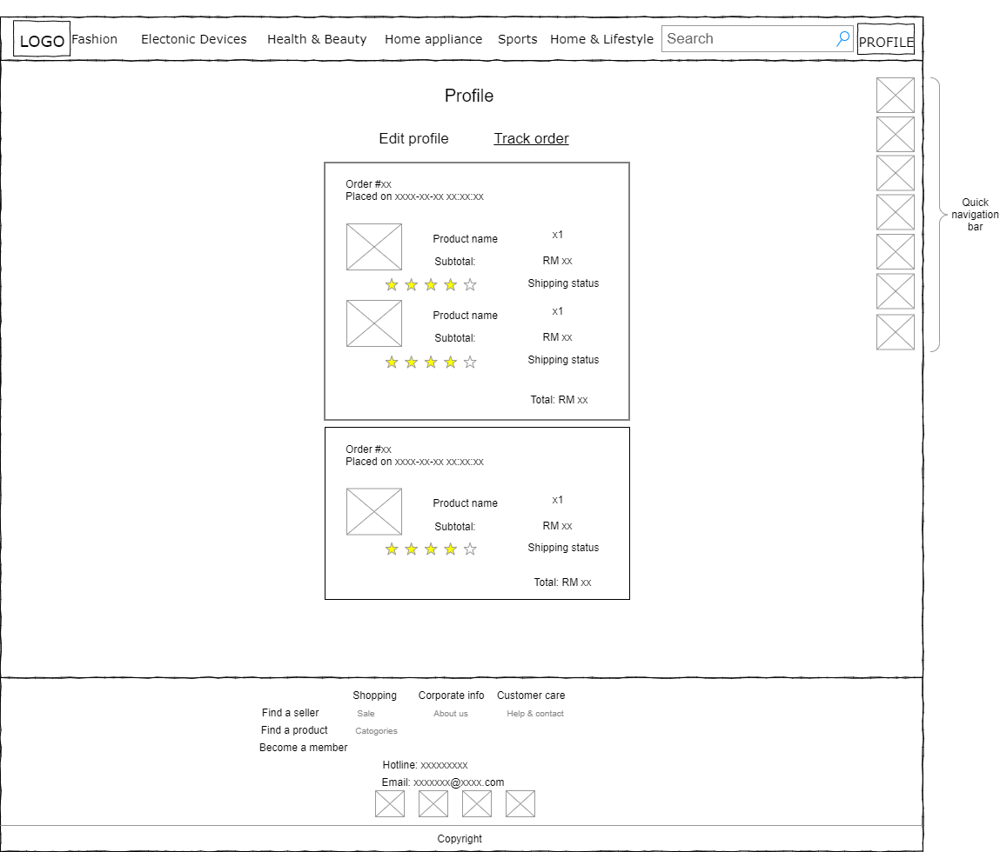 LOGO Fashion Electonic Devices Health & Beauty Home appliance Sports Home & Lifestyle Search PROFILE
Profile
Edit profile Track order
Order #xx
Placed on xxxx-xx-xx xx:xx:xx
Product name x1
Subtotal: RM xx
Shipping status
Product name x1
Subtotal: RM xx
Shipping status
Total: RM xx
Order #xx
Placed on xxxx-xx-xx xx:xx:xx
Product name x1
Subtotal: RM xx
Shipping status
Total: RM xx
Quick
navigation
bar
Shopping Corporate info Customer care
Find a seller Sale About us Help & contact
Find a product Catogories
Become a member
Hotline: xxxxxxxxx
Email: xxxxxxx@xxxx.com
Copyright